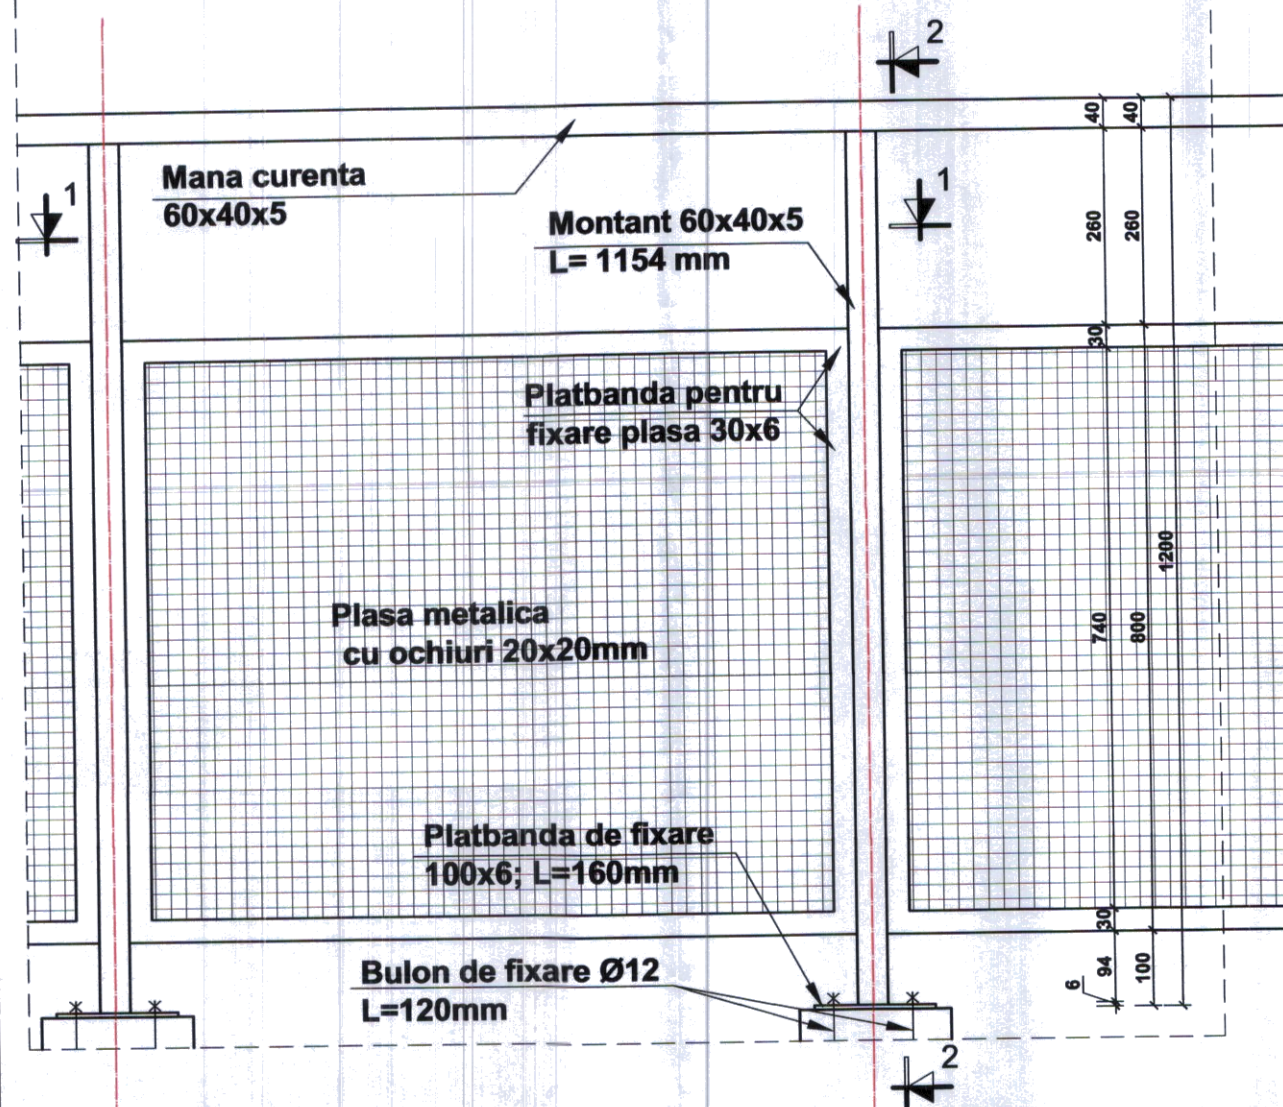 2
40
40
Mana curenta
60x40x5
1
1
Montant 60x40x5
L= 1154 mm
260
260
30
Platbanda pentru
fixare plasa 30x6
1200
Plasa metalica
cu ochiuri 20x20mm
740
800
Platbanda de fixare
100x6; L=160mm
30
Bulon de fixare Ø12
L=120mm
6
94
100
2